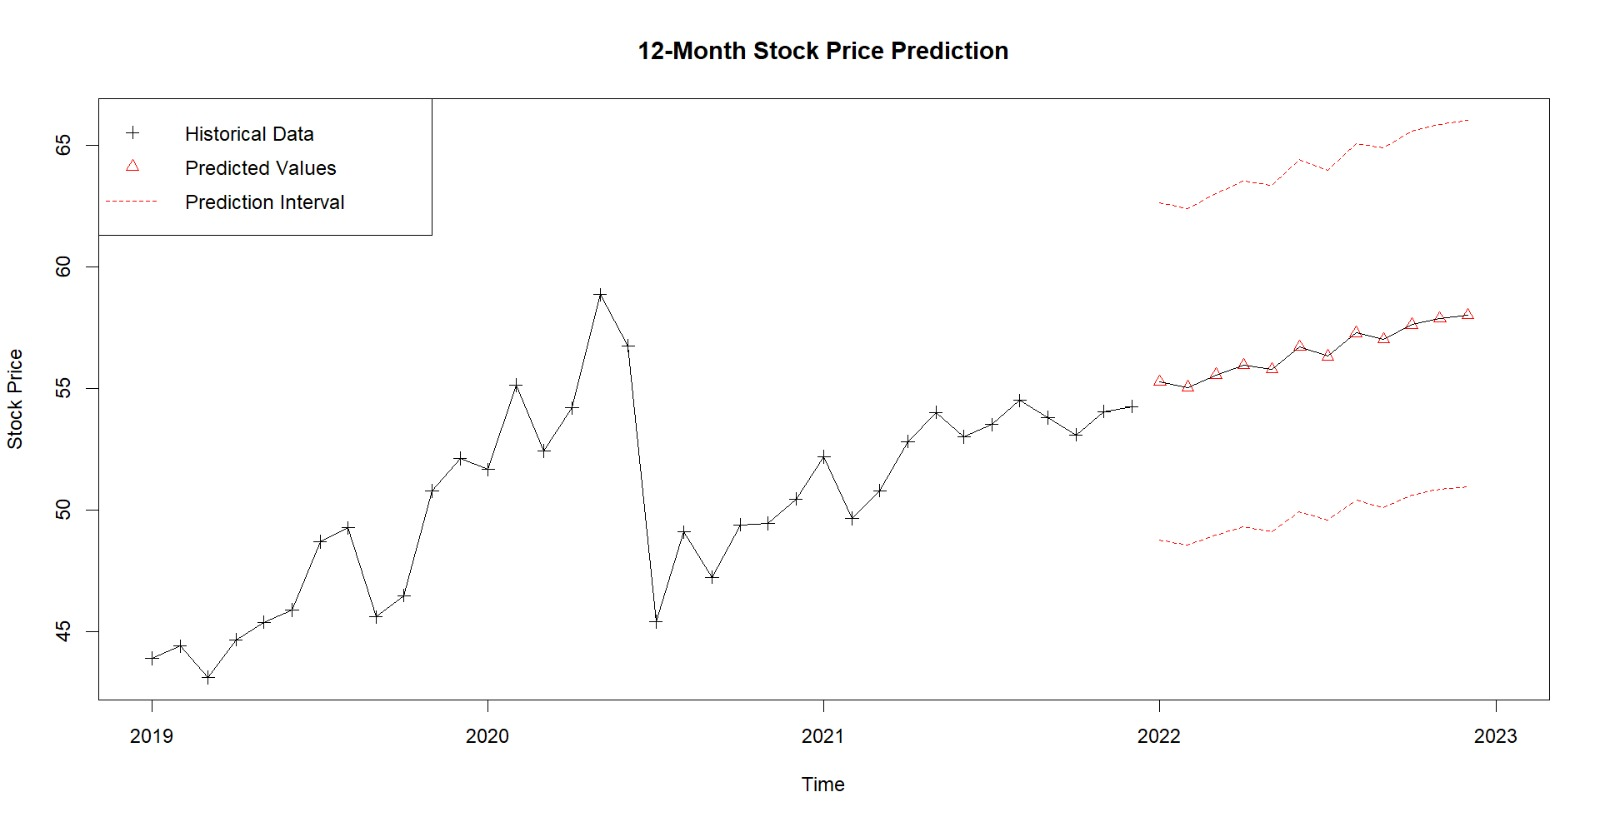 12-Month Stock Price Prediction
Historical Data
Predicted Values
Prediction Interval
Stock Price
65
60
55
50
45
2019 2020 2021 2022 2023
Time